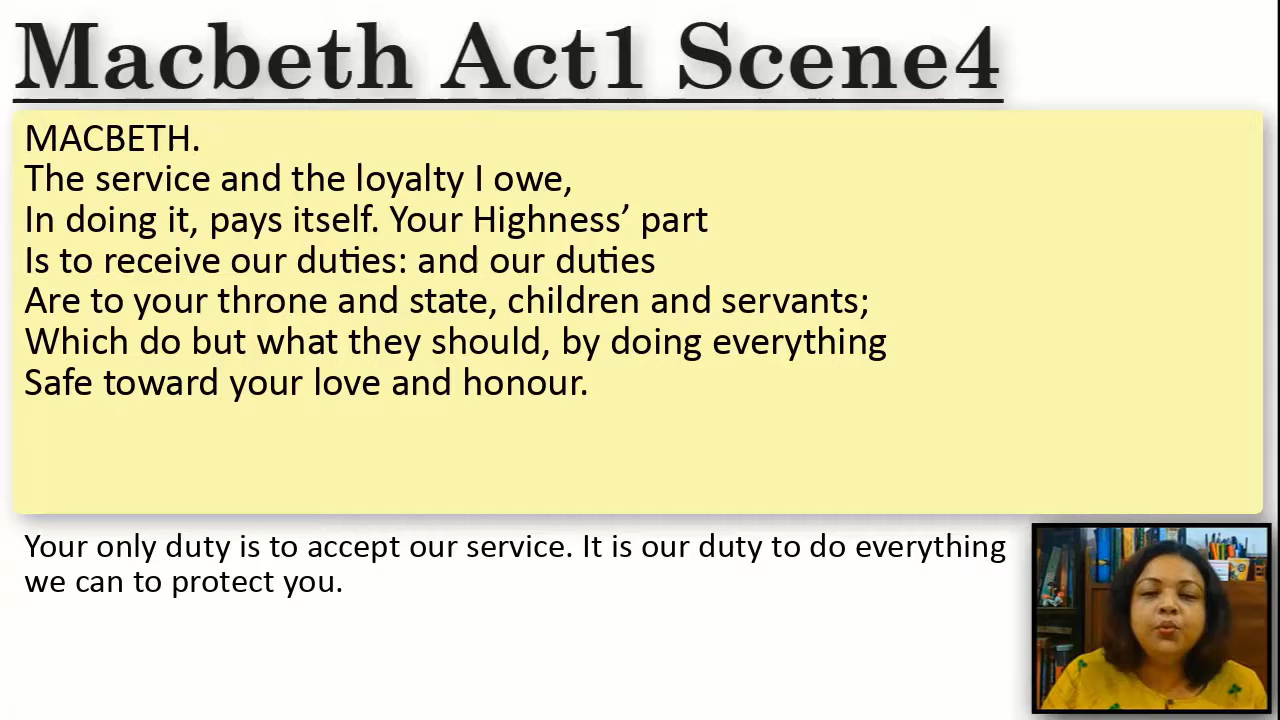 Macbeth Act1 Scene4
MACBETH.
The service and the loyalty I owe,
In doing it, pays itself. Your Highness’ part
Is to receive our duties: and our duties
Are to your throne and state, children and servants;
Which do but what they should, by doing everything
Safe toward your love and honour.
Your only duty is to accept our service. It is our duty to do everything
we can to protect you.